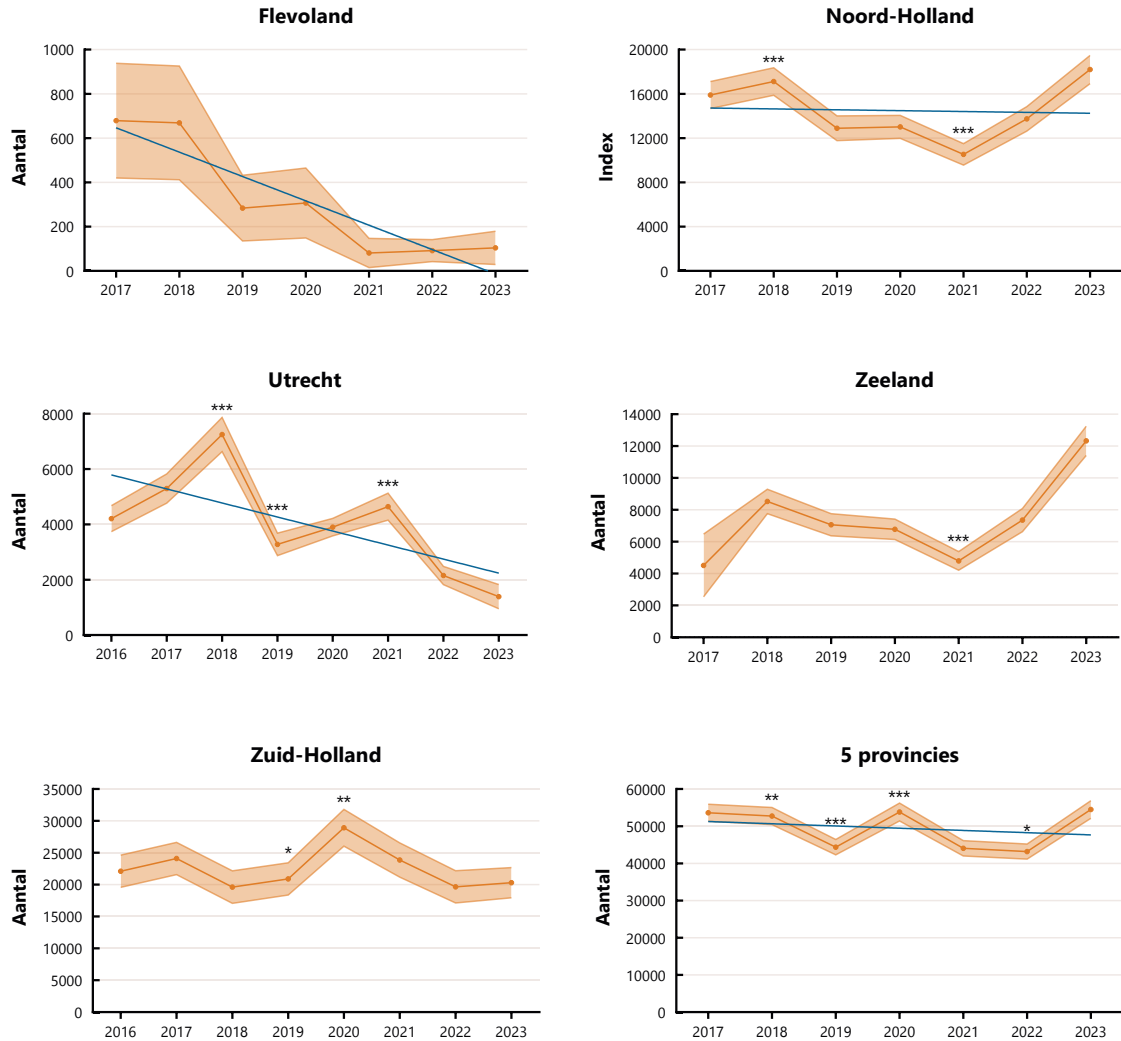 Flevoland
1000
800
600
400
200
0
Aantal
2017 2018 2019 2020 2021 2022 2023
Noord-Holland
20000
16000
12000
8000
4000
0
Index
*** ***
2017 2018 2019 2020 2021 2022 2023
Utrecht
8000
6000
4000
2000
0
Aantal
*** *** ***
2016 2017 2018 2019 2020 2021 2022 2023
Zeeland
14000
12000
10000
8000
6000
4000
2000
0
Aantal
***
2017 2018 2019 2020 2021 2022 2023
Zuid-Holland
35000
30000
25000
20000
15000
10000
5000
0
Aantal
* **
2016 2017 2018 2019 2020 2021 2022 2023
5 provincies
60000
50000
40000
30000
20000
10000
0
Aantal
** *** *** *
2017 2018 2019 2020 2021 2022 2023